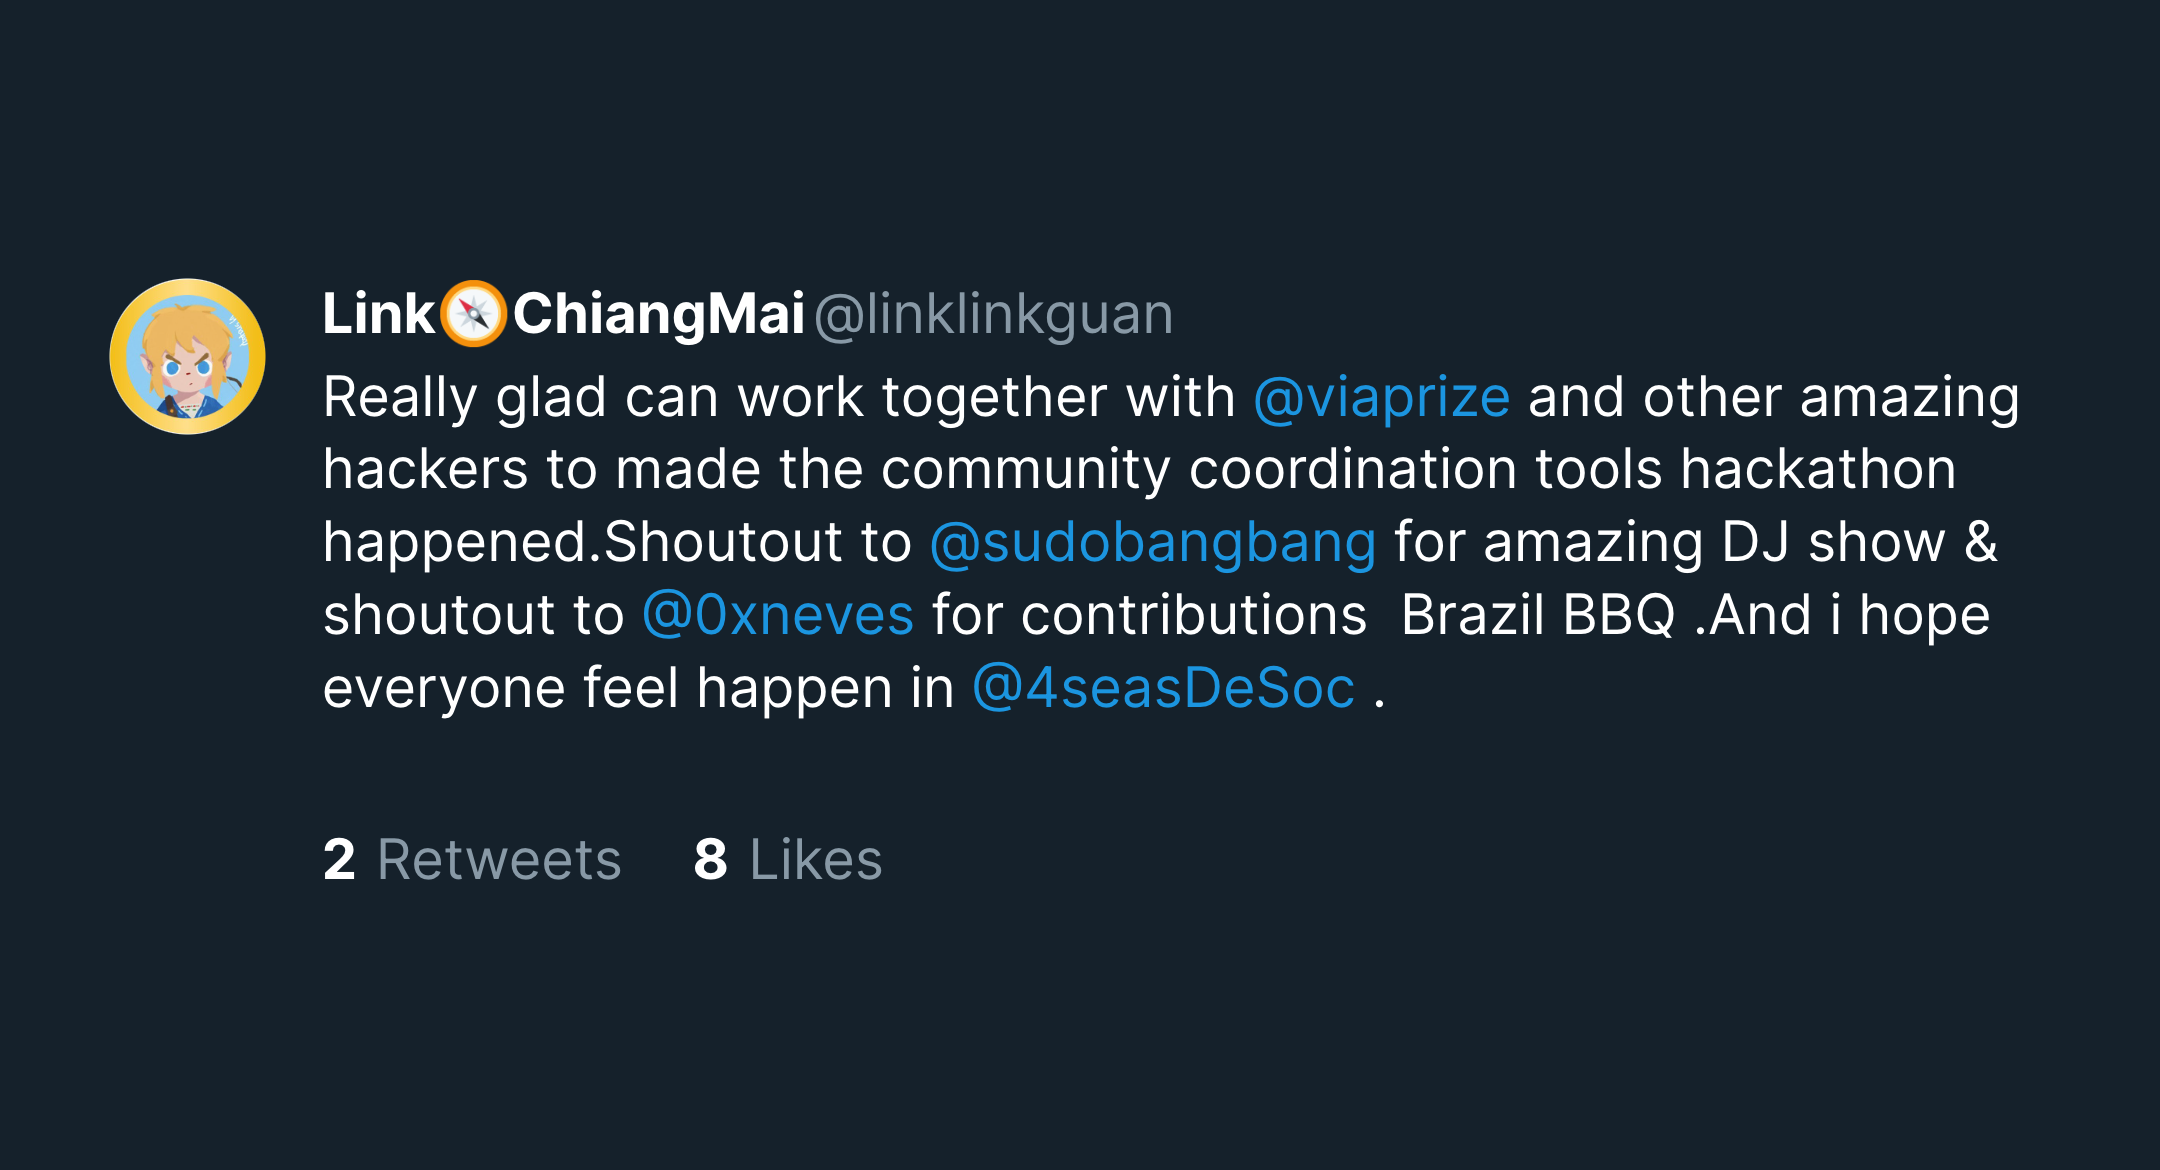 Link🧭ChiangMai @linklinkguan
Really glad can work together with @viaprize and other amazing
hackers to made the community coordination tools hackathon
happened.Shoutout to @sudobangbang for amazing DJ show &
shoutout to @0xneves for contributions  Brazil BBQ .And i hope
everyone feel happen in @4seasDeSoc .
2 Retweets 8 Likes